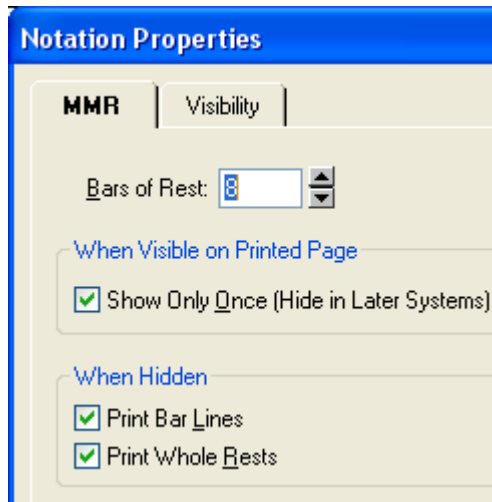 Notation Properties
MMR Visibility
Bars of Rest: 8
When Visible on Printed Page
Show Only Once (Hide in Later Systems)
When Hidden
Print Bar Lines
Print Whole Rests